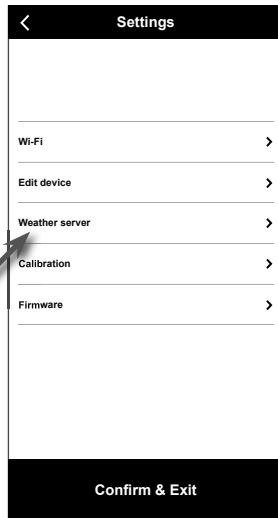 Settings
Wi-Fi
Edit device
Weather server
Calibration
Firmware
Confirm & Exit